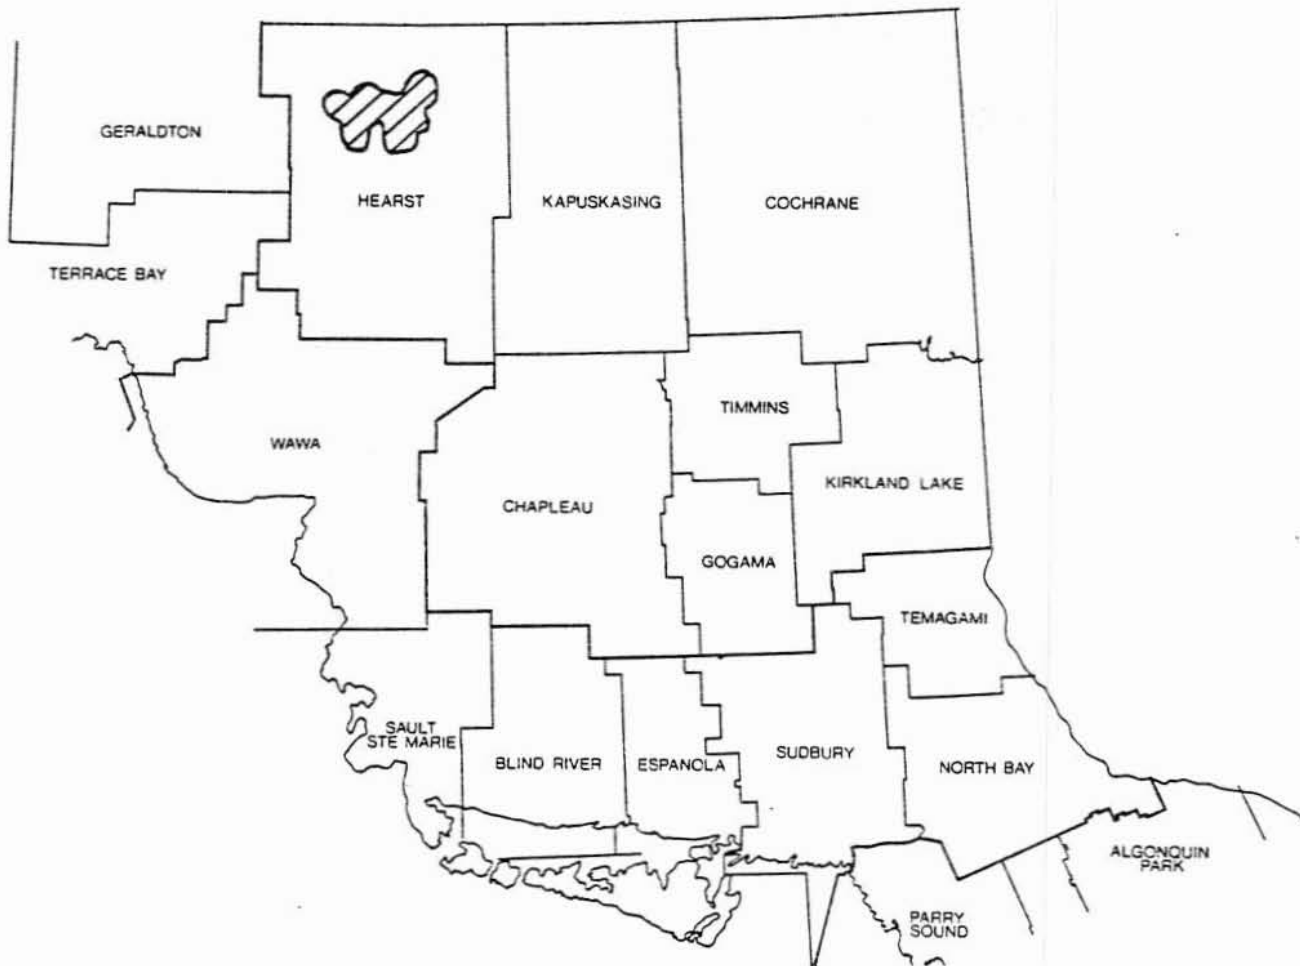 GERALDTON
HEARST
KAPUSKASING
COCHRANE
TERRACE BAY
TIMMINS
WAWA
KIRKLAND LAKE
CHAPLEAU
GOGAMA
TEMAGAMI
SAULT
STE MARIE
BLIND RIVER
ESPANOLA
SUDBURY
NORTH BAY
ALGONQUIN
PARK
PARRY
SOUND